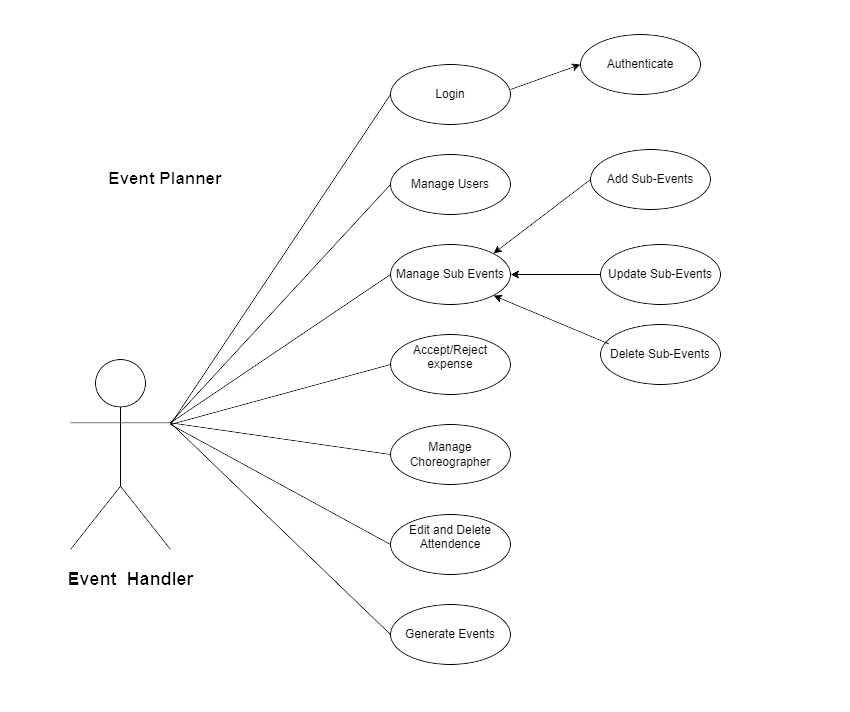 Authenticate
Login
Event Planner
Manage Users
Add Sub-Events
Manage Sub Events
Update Sub-Events
Accept/Reject
expense
Delete Sub-Events
Manage
Choreographer
Edit and Delete
Attendence
Event Handler
Generate Events